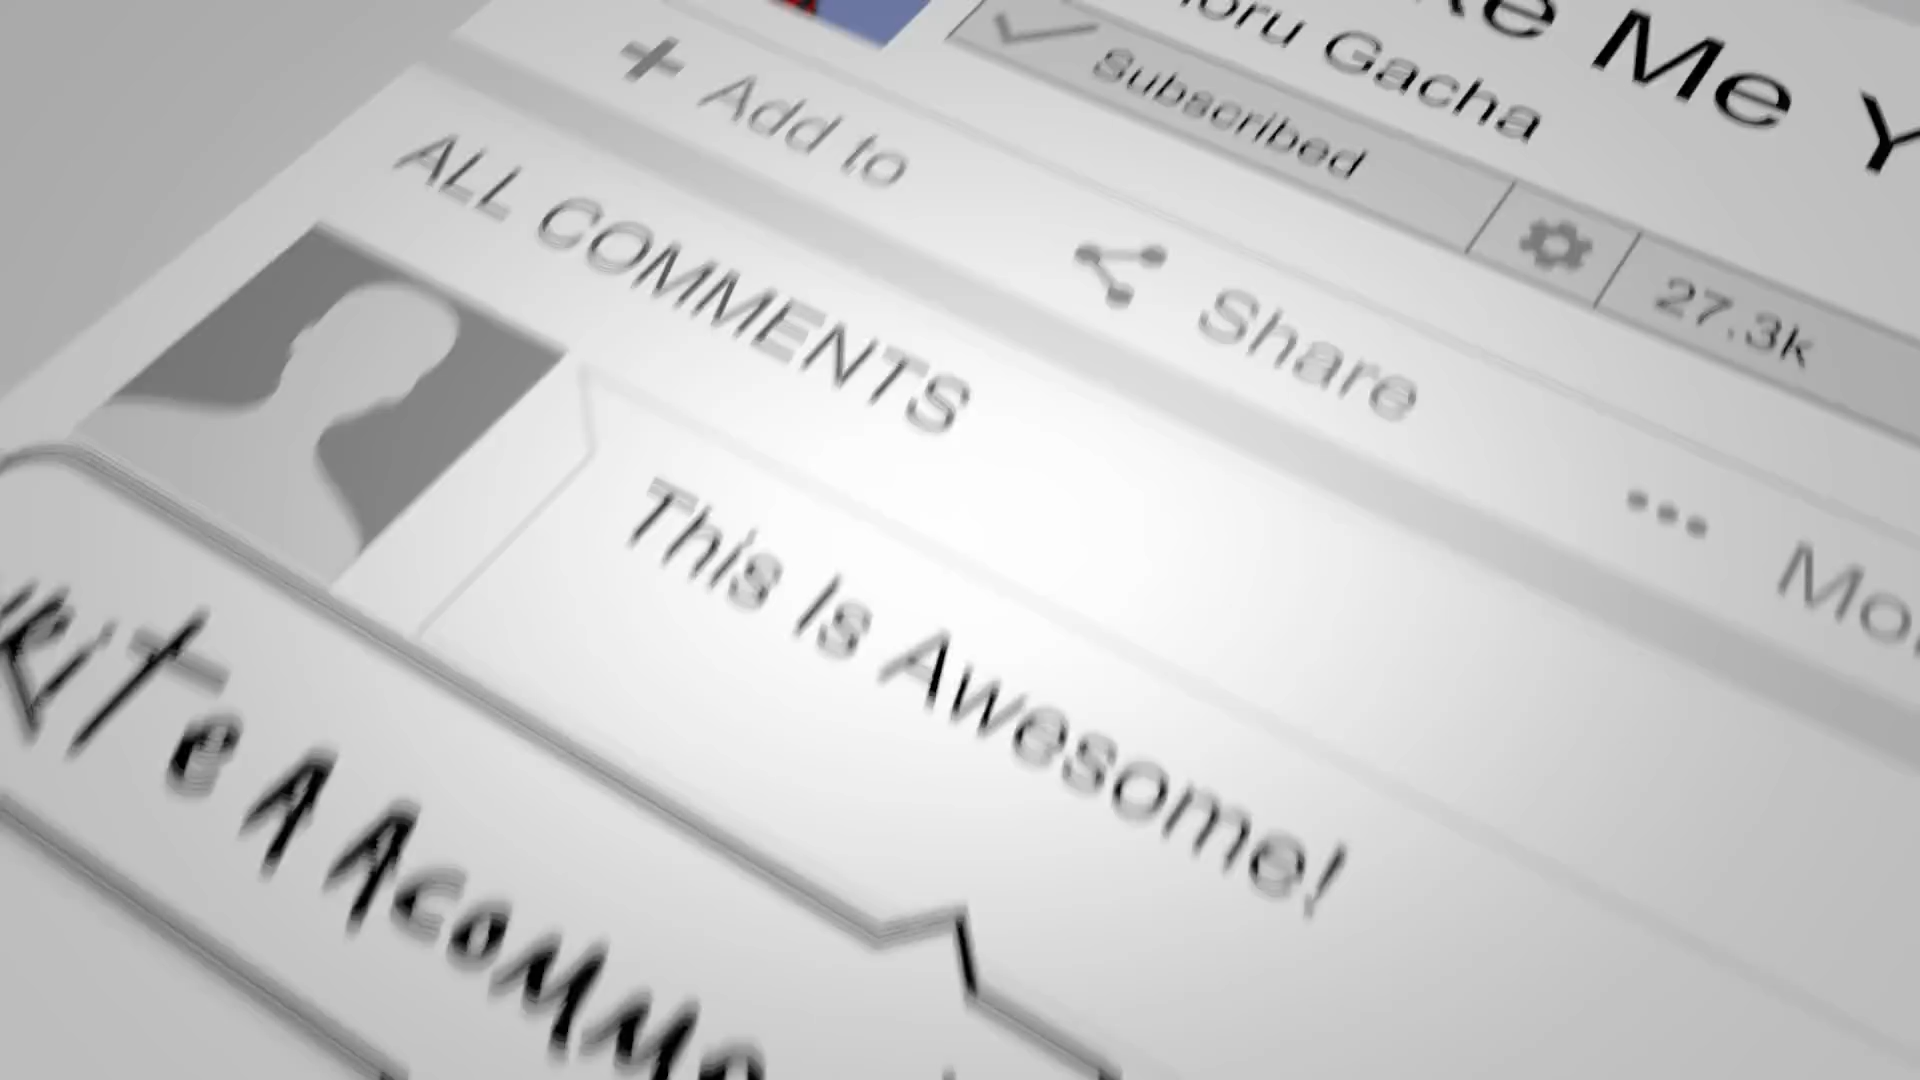 Me Y
Gacha
Subscribed
27.3k
Add to
Share
ALL COMMENTS
This Is Awesome!
A